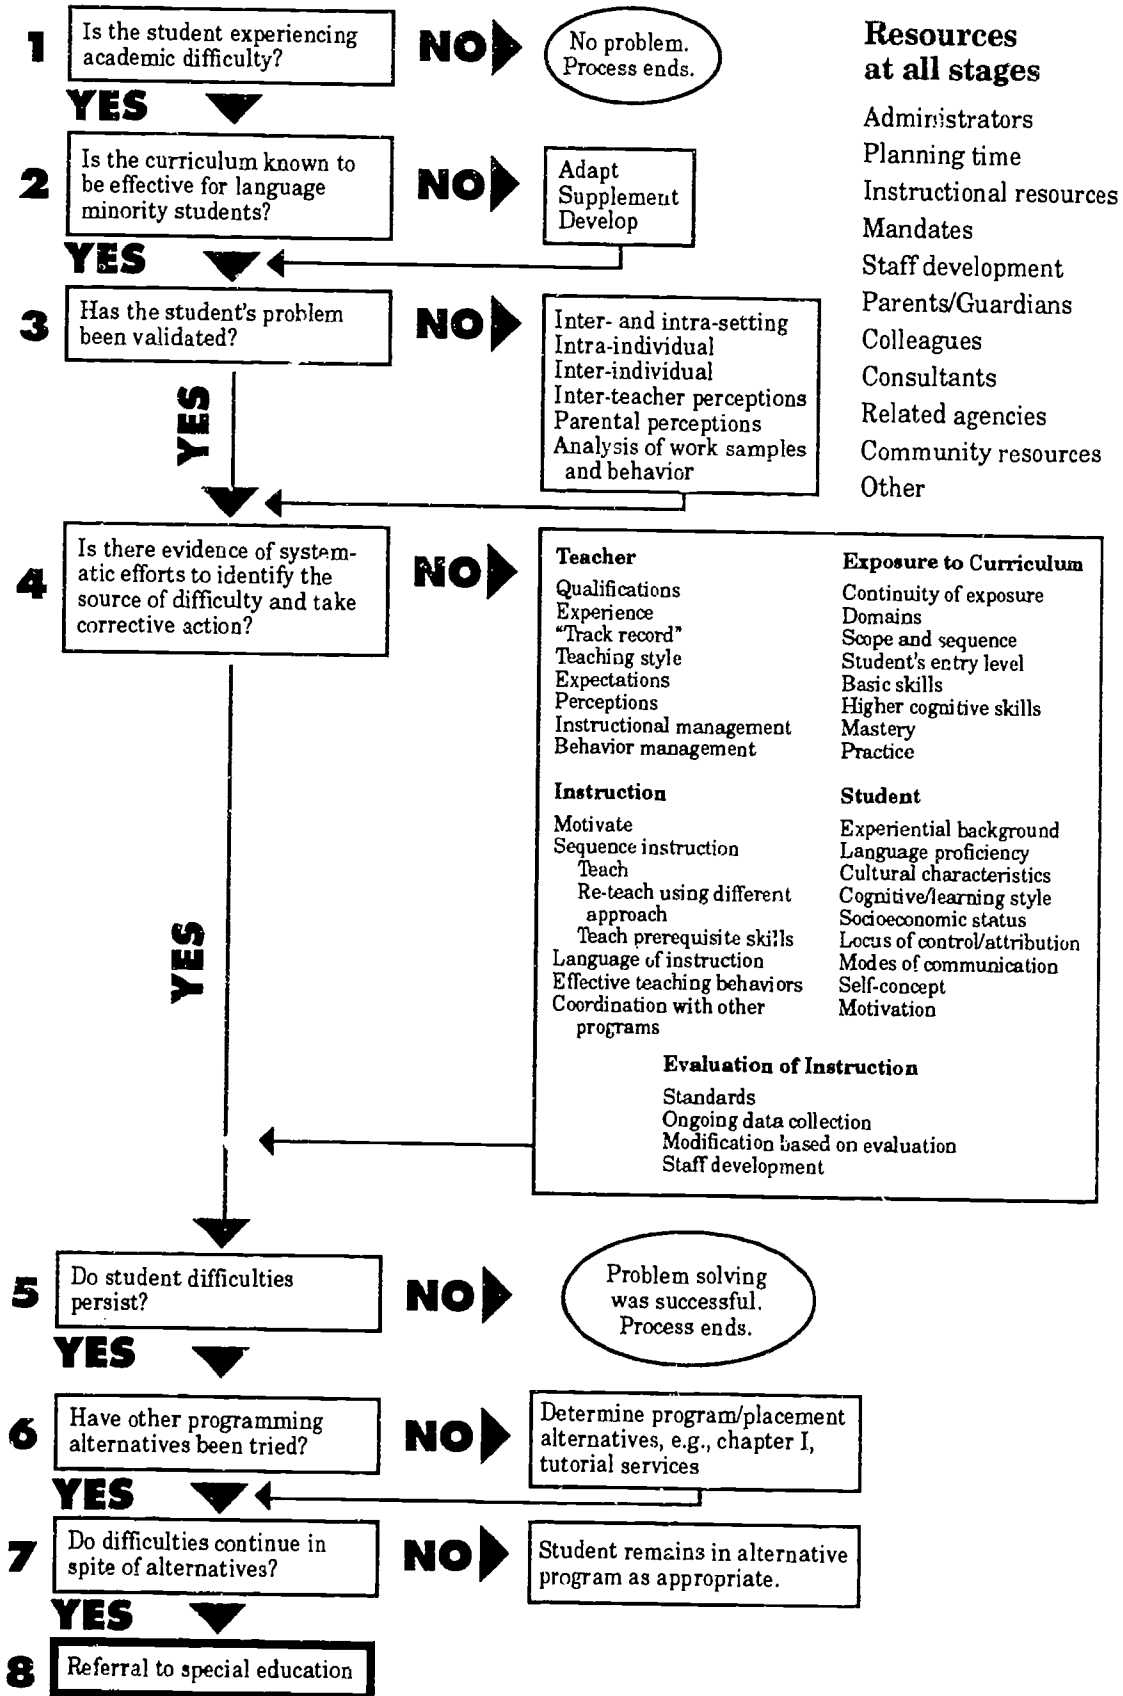 1
Is the student experiencing
academic difficulty?
NO
No problem.
Process ends.
YES
2
Is the curriculum known to
be effective for language
minority students?
NO
Adapt
Supplement
Develop
YES
3
Has the student's problem
been validated?
NO
Inter- and intra-setting
Intra-individual
Inter-individual
Inter-teacher perceptions
Parental perceptions
Analysis of work samples
and behavior
YES
Resources
at all stages
Administrators
Planning time
Instructional resources
Mandates
Staff development
Parents/Guardians
Colleagues
Consultants
Related agencies
Community resources
Other
4
Is there evidence of system-
atic efforts to identify the
source of difficulty and take
corrective action?
NO
Teacher
Qualifications
Experience
"Track record"
Teaching style
Expectations
Perceptions
Instructional management
Behavior management
Exposure to Curriculum
Continuity of exposure
Domains
Scope and sequence
Student's entry level
Basic skills
Higher cognitive skills
Mastery
Practice
Instruction
Motivate
Sequence instruction
Teach
Re-teach using different
approach
Teach prerequisite skills
Language of instruction
Effective teaching behaviors
Coordination with other
programs
Student
Experiential background
Language proficiency
Cultural characteristics
Cognitive/learning style
Socioeconomic status
Locus of control/attribution
Modes of communication
Self-concept
Motivation
Evaluation of Instruction
Standards
Ongoing data collection
Modification based on evaluation
Staff development
YES
5
Do student difficulties
persist?
NO
Problem solving
was successful.
Process ends.
YES
6
Have other programming
alternatives been tried?
NO
Determine program/placement
alternatives, e.g., chapter I,
tutorial services
YES
7
Do difficulties continue in
spite of alternatives?
NO
Student remains in alternative
program as appropriate.
YES
8
Referral to special education